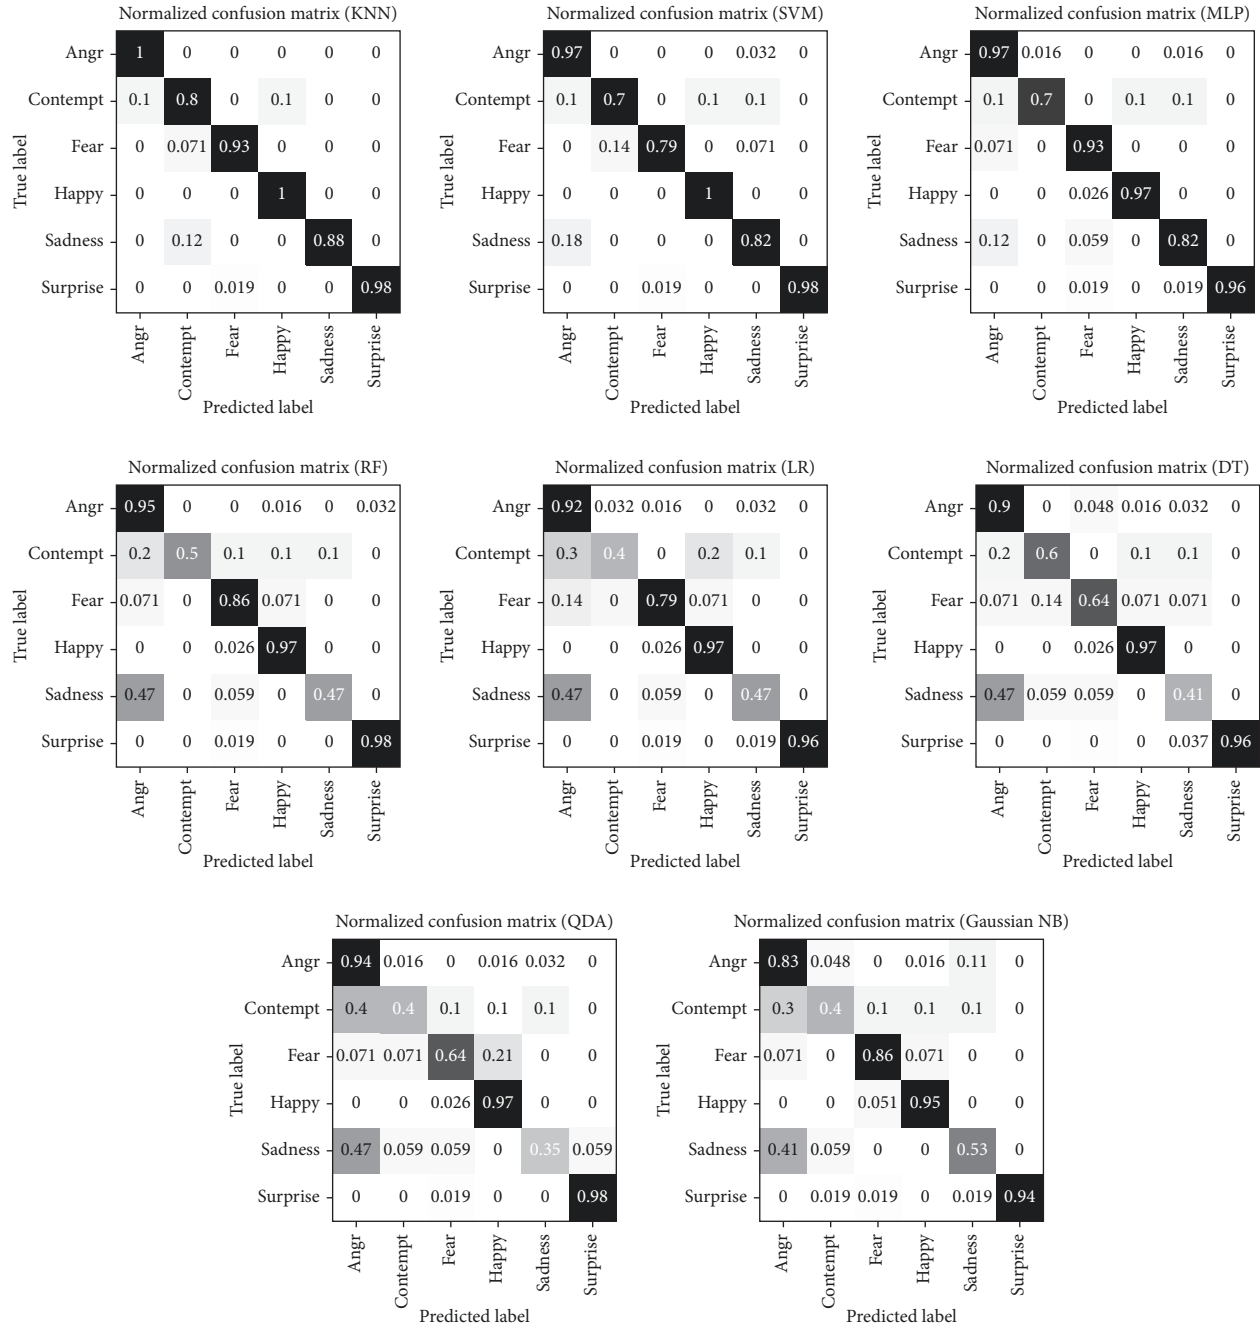 Normalized confusion matrix (KNN)
True label
Angr 1 0 0 0 0 0
Contempt 0.1 0.8 0 0.1 0 0
Fear 0 0.071 0.93 0 0 0
Happy 0 0 0 1 0 0
Sadness 0 0.12 0 0 0.88 0
Surprise 0 0 0.019 0 0 0.98
Angr Contempt Fear Happy Sadness Surprise
Predicted label
Normalized confusion matrix (SVM)
True label
Angr 0.97 0 0 0 0.032 0
Contempt 0.1 0.7 0 0.1 0.1 0
Fear 0 0.14 0.79 0 0.071 0
Happy 0 0 0 1 0 0
Sadness 0.18 0 0 0 0.82 0
Surprise 0 0 0.019 0 0 0.98
Angr Contempt Fear Happy Sadness Surprise
Predicted label
Normalized confusion matrix (MLP)
True label
Angr 0.97 0.016 0 0 0.016 0
Contempt 0.1 0.7 0 0.1 0.1 0
Fear 0.071 0 0.93 0 0 0
Happy 0 0 0.026 0.97 0 0
Sadness 0.12 0 0.059 0 0.82 0
Surprise 0 0 0.019 0 0.019 0.96
Angr Contempt Fear Happy Sadness Surprise
Predicted label
Normalized confusion matrix (RF)
True label
Angr 0.95 0 0 0.016 0 0.032
Contempt 0.2 0.5 0.1 0.1 0.1 0
Fear 0.071 0 0.86 0.071 0 0
Happy 0 0 0.026 0.97 0 0
Sadness 0.47 0 0.059 0 0.47 0
Surprise 0 0 0.019 0 0 0.98
Angr Contempt Fear Happy Sadness Surprise
Predicted label
Normalized confusion matrix (LR)
True label
Angr 0.92 0.032 0.016 0 0.032 0
Contempt 0.3 0.4 0 0.2 0.1 0
Fear 0.14 0 0.79 0.071 0 0
Happy 0 0 0.026 0.97 0 0
Sadness 0.47 0 0.059 0 0.47 0
Surprise 0 0 0.019 0 0.019 0.96
Angr Contempt Fear Happy Sadness Surprise
Predicted label
Normalized confusion matrix (DT)
True label
Angr 0.9 0 0.048 0.016 0.032 0
Contempt 0.2 0.6 0 0.1 0.1 0
Fear 0.071 0.14 0.64 0.071 0.071 0
Happy 0 0 0.026 0.97 0 0
Sadness 0.47 0.059 0.059 0 0.41 0
Surprise 0 0 0 0 0.037 0.96
Angr Contempt Fear Happy Sadness Surprise
Predicted label
Normalized confusion matrix (QDA)
True label
Angr 0.94 0.016 0 0.016 0.032 0
Contempt 0.4 0.4 0.1 0.1 0.1 0
Fear 0.071 0.071 0.64 0.21 0 0
Happy 0 0 0.026 0.97 0 0
Sadness 0.47 0.059 0.059 0 0.35 0.059
Surprise 0 0 0.019 0 0 0.98
Angr Contempt Fear Happy Sadness Surprise
Predicted label
Normalized confusion matrix (Gaussian NB)
True label
Angr 0.83 0.048 0 0.016 0.11 0
Contempt 0.3 0.4 0.1 0.1 0.1 0
Fear 0.071 0 0.86 0.071 0 0
Happy 0 0 0.051 0.95 0 0
Sadness 0.41 0.059 0 0 0.53 0
Surprise 0 0.019 0.019 0 0.019 0.94
Angr Contempt Fear Happy Sadness Surprise
Predicted label